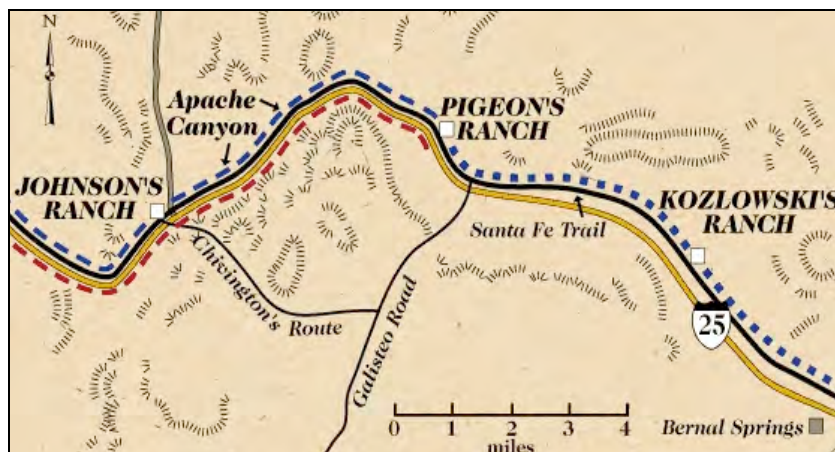 N
Apache
Canyon
PIGEON'S
RANCH
JOHNSON'S
RANCH
KOZLOWSKI'S
RANCH
Santa Fe Trail
Chivington's Route
Galisteo Road
25
0 1 2 3 4
miles
Bernal Springs